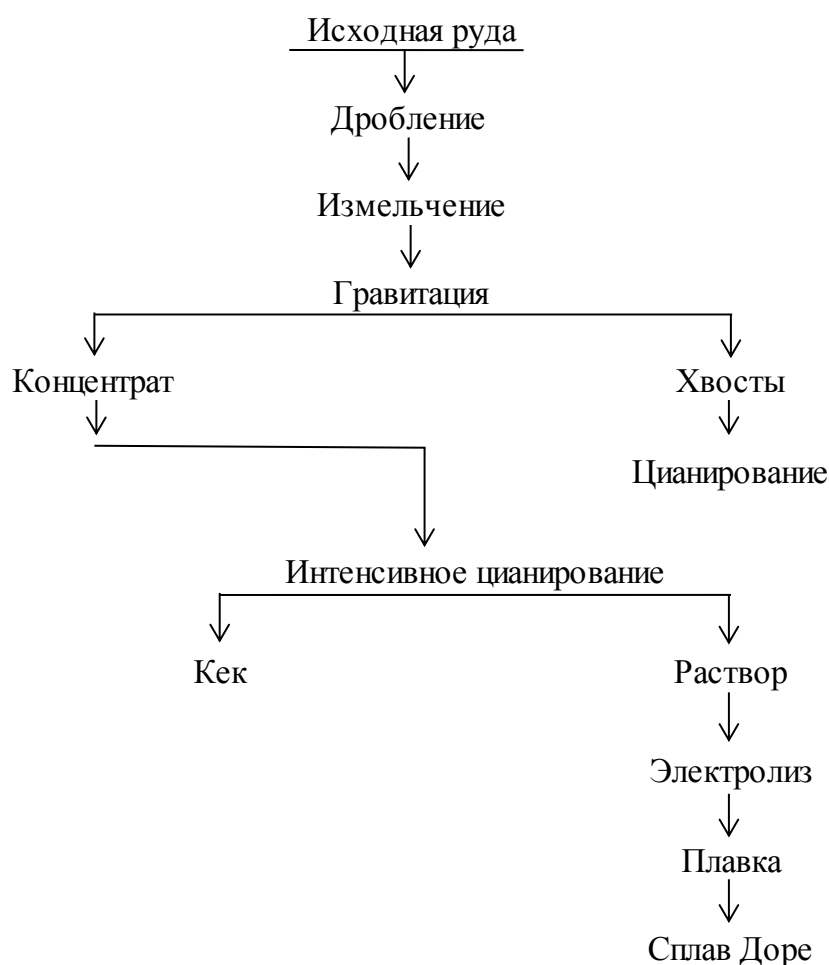 Исходная руда
Дробление
Измельчение
Гравитация
Концентрат
Хвосты
Цианирование
Интенсивное цианирование
Кек
Раствор
Электролиз
Плавка
Сплав Доре